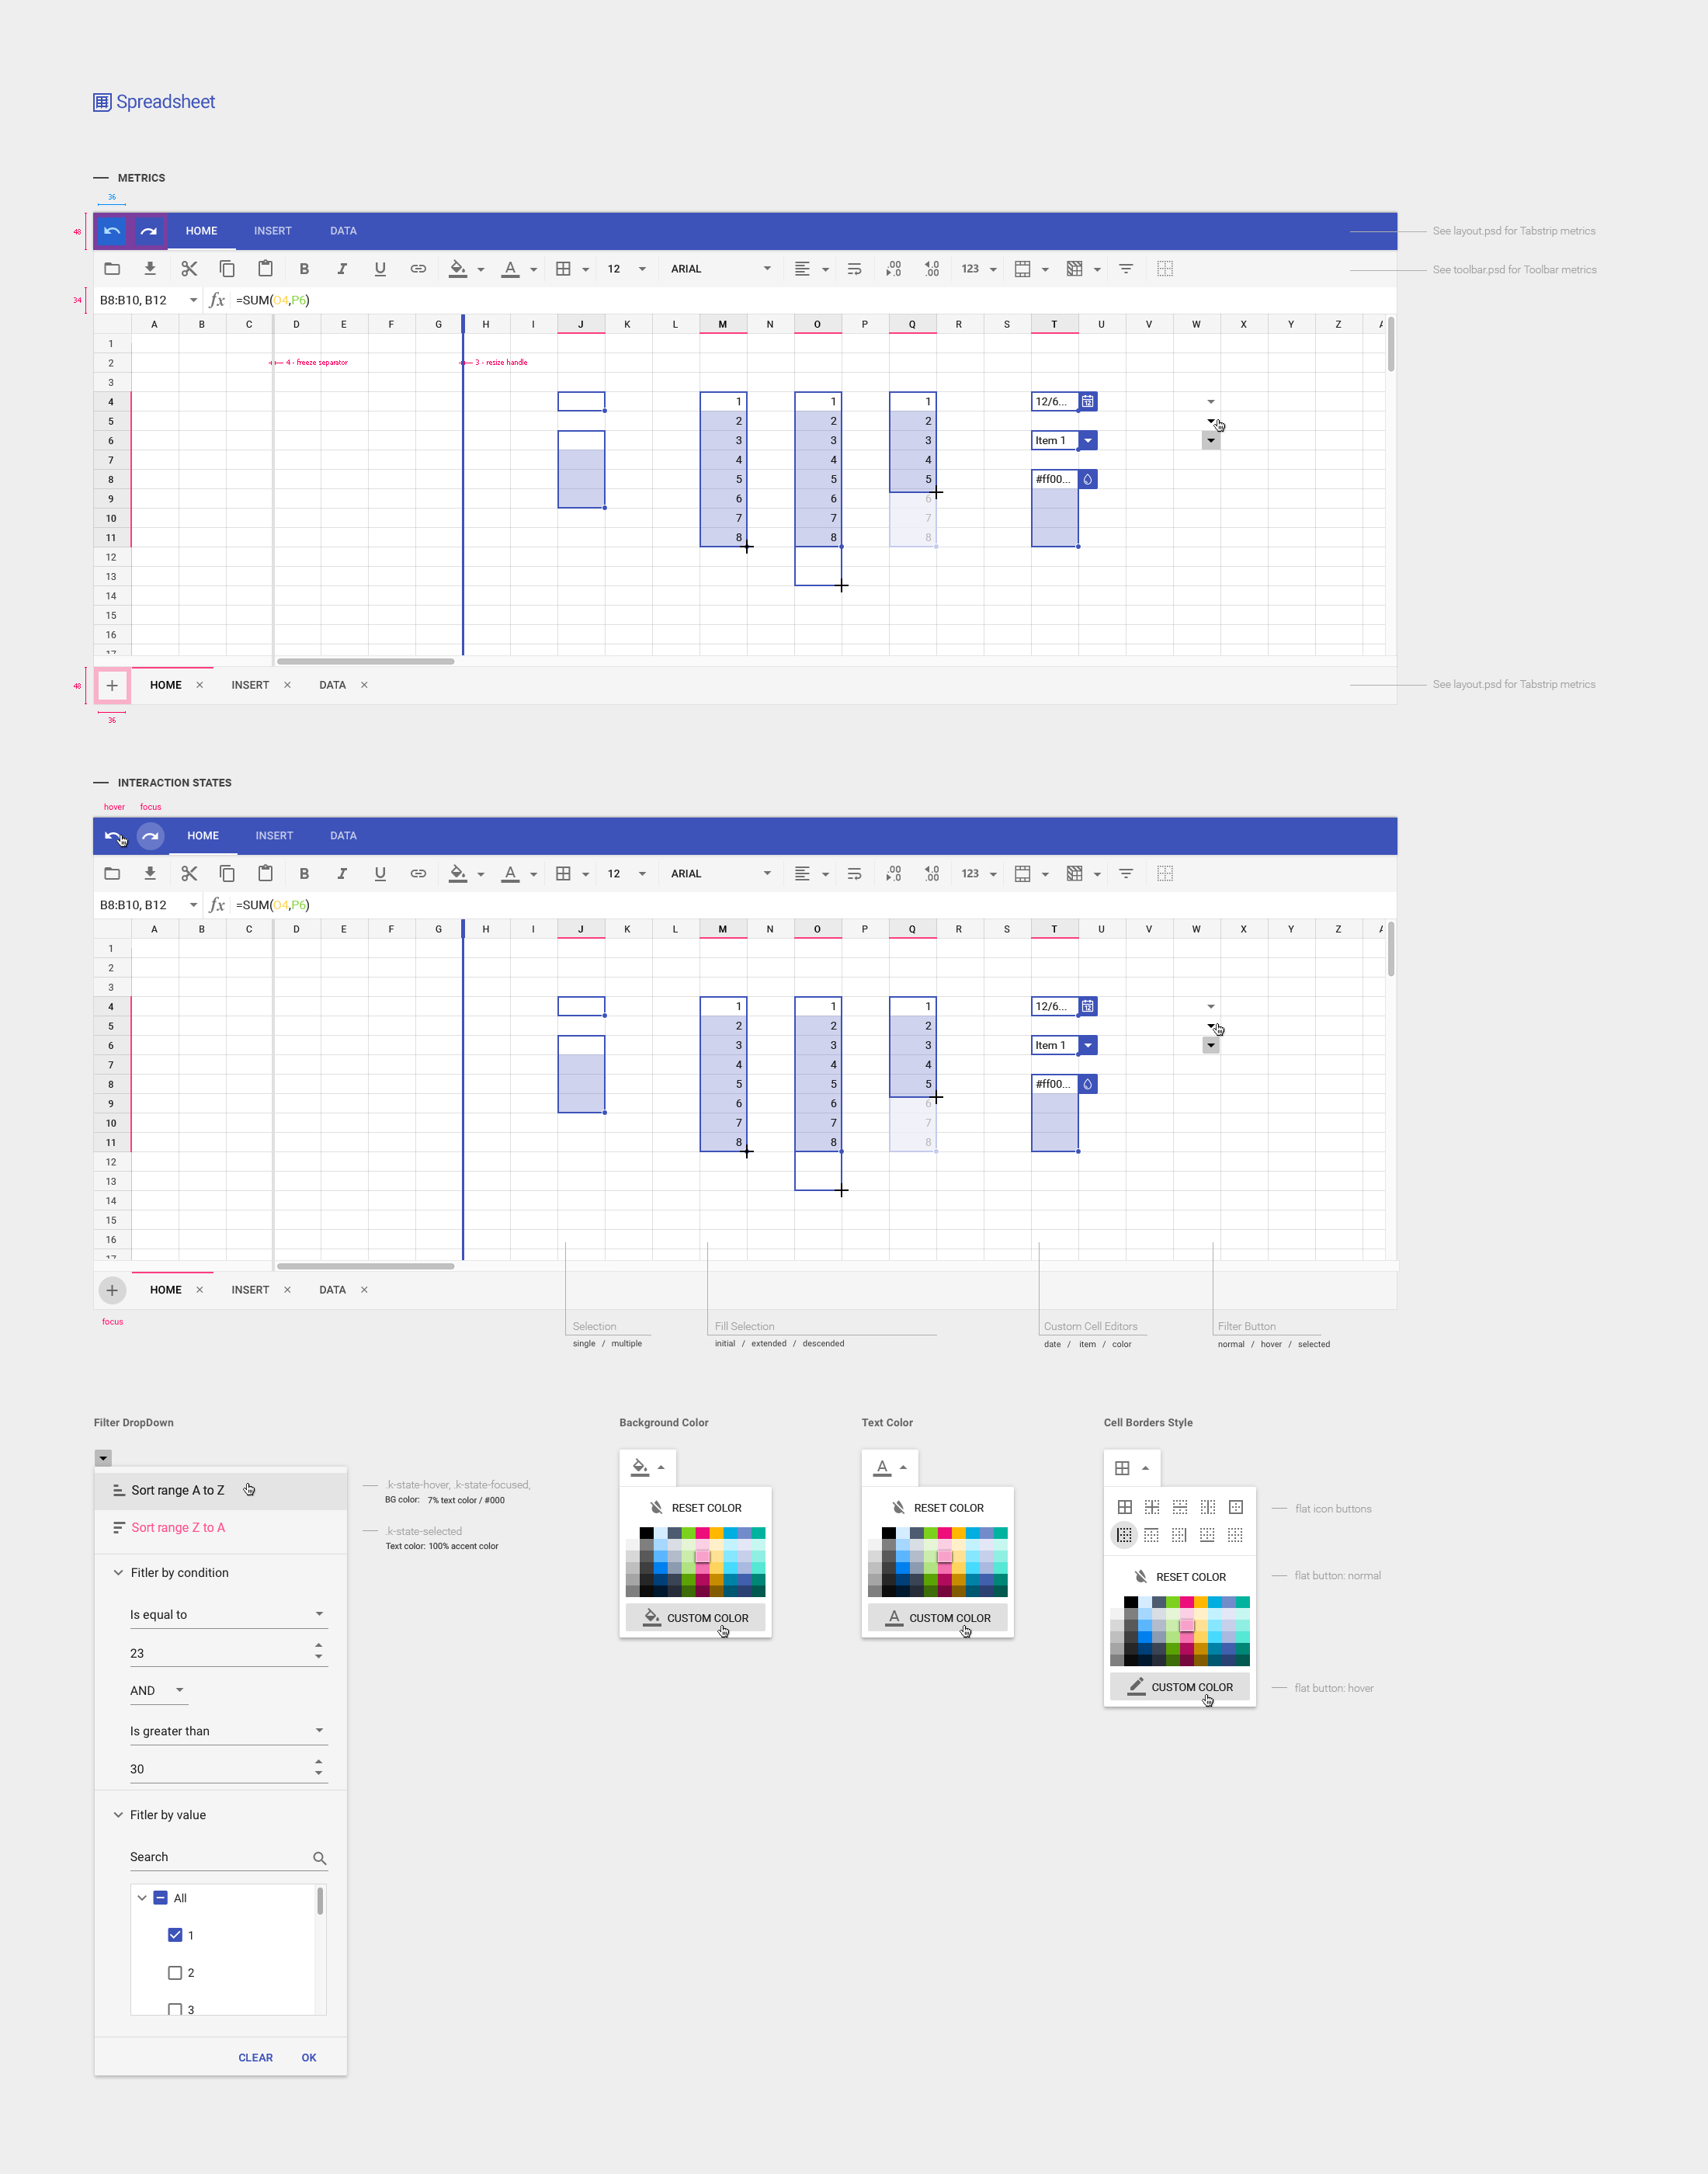 Spreadsheet
METRICS
36
48
HOME INSERT DATA
See layout.psd for Tabstrip metrics
B I U A 12 ARIAL .00 .0 .0 .00 123
See toolbar.psd for Toolbar metrics
34
B8:B10, B12 fx =SUM(O4,P6)
A B C D E F G H I J K L M N O P Q R S T U V W X Y Z A
1
2 4 - freeze separator 3 - resize handle
3
4 1 1 1 12/6... 12
5 2 2 2
6 3 3 3 Item 1
7 4 4 4
8 5 5 5 #ff00...
9 6 6 6
10 7 7 7
11 8 8 8
12
13
14
15
16
17
48
HOME × INSERT × DATA ×
See layout.psd for Tabstrip metrics
36
INTERACTION STATES
hover focus
HOME INSERT DATA
B I U A 12 ARIAL .00 .0 .0 .00 123
B8:B10, B12 fx =SUM(O4,P6)
A B C D E F G H I J K L M N O P Q R S T U V W X Y Z A
1
2
3
4 1 1 1 12/6... 12
5 2 2 2
6 3 3 3 Item 1
7 4 4 4
8 5 5 5 #ff00...
9 6 6 6
10 7 7 7
11 8 8 8
12
13
14
15
16
17
HOME × INSERT × DATA ×
focus
Selection
single / multiple
Fill Selection
initial / extended / descended
Custom Cell Editors
date / item / color
Filter Button
normal / hover / selected
Filter DropDown
Sort range A to Z
Sort range Z to A
.k-state-hover, .k-state-focused,
BG color: 7% text color / #000
.k-state-selected
Text color: 100% accent color
Fitler by condition
Is equal to
23
AND
Is greater than
30
Fitler by value
Search
All
1
2
3
CLEAR OK
Background Color
RESET COLOR
CUSTOM COLOR
Text Color
A
RESET COLOR
A CUSTOM COLOR
Cell Borders Style
flat icon buttons
RESET COLOR
flat button: normal
CUSTOM COLOR
flat button: hover